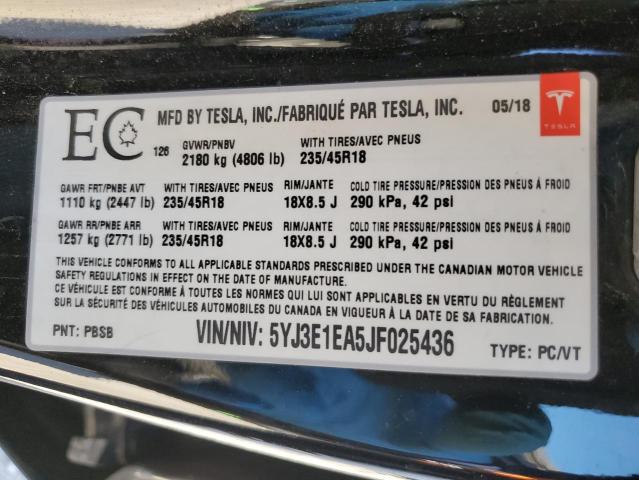 EC
126
MFD BY TESLA, INC./FABRIQUÉ PAR TESLA, INC. 05/18
TESLA
GVWR/PNBV WITH TIRES/AVEC PNEUS
2180 kg (4806 lb) 235/45R18
GAWR FRT/PNBE AVT WITH TIRES/AVEC PNEUS RIM/JANTE COLD TIRE PRESSURE/PRESSION DES PNEUS À FROID
1110 kg (2447 lb) 235/45R18 18X8.5 J 290 kPa, 42 psi
GAWR RR/PNBE ARR WITH TIRES/AVEC PNEUS RIM/JANTE COLD TIRE PRESSURE/PRESSION DES PNEUS À FROID
1257 kg (2771 lb) 235/45R18 18X8.5 J 290 kPa, 42 psi
THIS VEHICLE CONFORMS TO ALL APPLICABLE STANDARDS PRESCRIBED UNDER THE CANADIAN MOTOR VEHICLE
SAFETY REGULATIONS IN EFFECT ON THE DATE OF MANUFACTURE
CE VÉHICULE EST CONFORME À TOUTES LES NORMES QUI LUI SONT APPLICABLES EN VERTU DU RÈGLEMENT
SUR LA SÉCURITÉ DES VÉHICULES AUTOMOBILES DU CANADA EN VIGUEUR À LA DATE DE SA FABRICATION.
PNT: PBSB VIN/NIV: 5YJ3E1EA5JF025436 TYPE: PC/VT